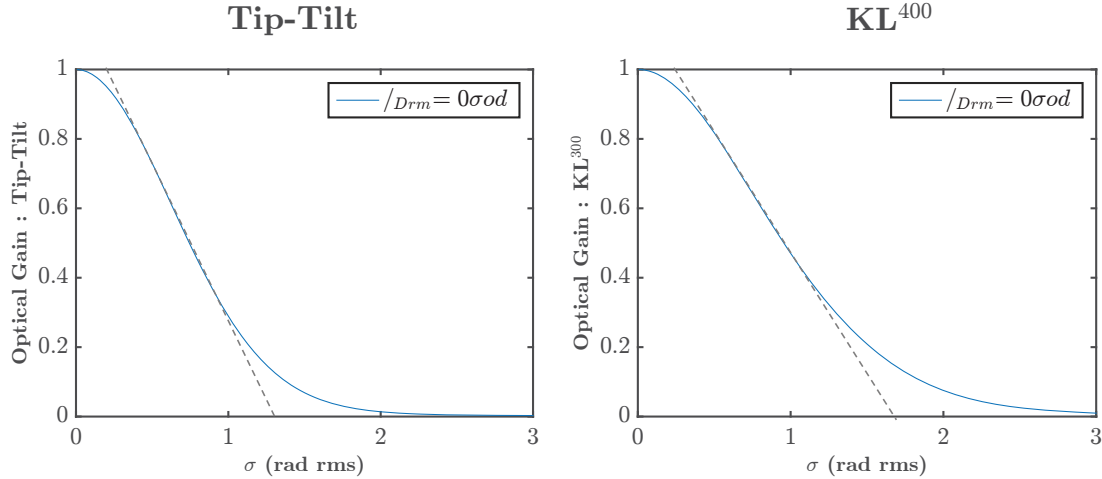 Tip-Tilt
1
0.8
0.6
0.4
0.2
0
0 1 2 3
Optical Gain : Tip-Tilt
σ (rad rms)
/Drm= 0σod
KL400
1
0.8
0.6
0.4
0.2
0
0 1 2 3
Optical Gain : KL300
σ (rad rms)
/Drm= 0σod